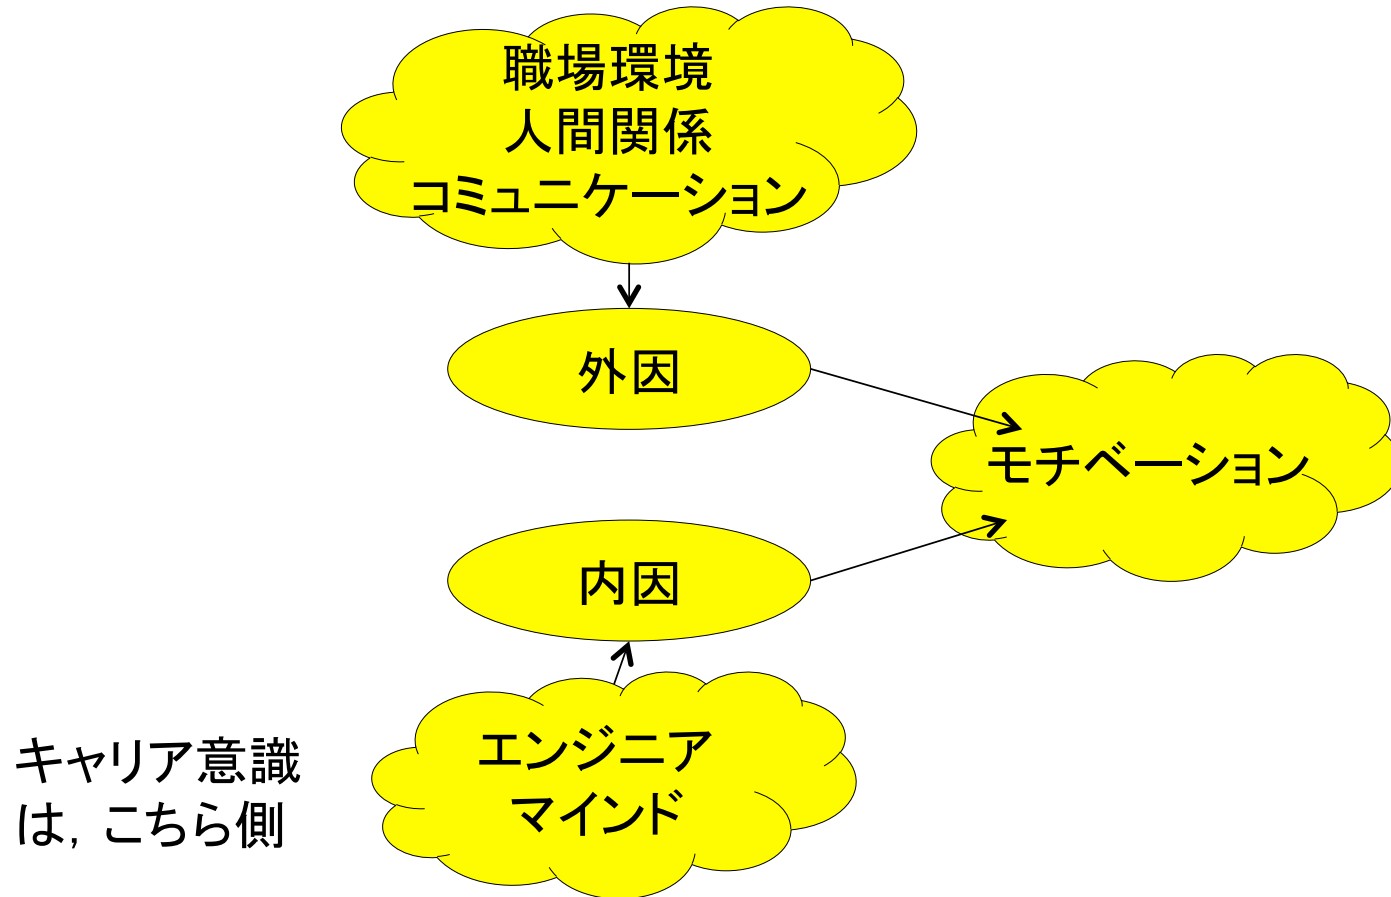 職場環境
人間関係
コミュニケーション
外因
モチベーション
内因
エンジニア
マインド
キャリア意識
は，こちら側